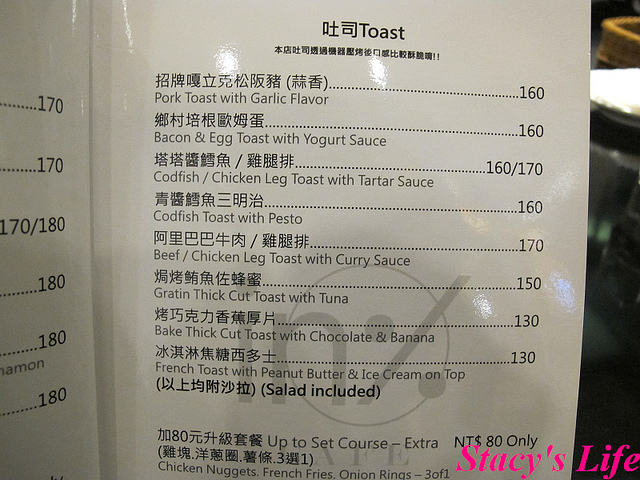 吐司Toast
本店吐司透過機器壓烤後口感比較酥脆唷!!
招牌嘎立克松阪豬 (蒜香)..........160
Pork Toast with Garlic Flavor
鄉村培根歐姆蛋..........160
Bacon & Egg Toast with Yogurt Sauce
塔塔醬鱈魚 / 雞腿排..........160/170
Codfish / Chicken Leg Toast with Tartar Sauce
青醬鱈魚三明治..........160
Codfish Toast with Pesto
阿里巴巴牛肉 / 雞腿排..........170
Beef / Chicken Leg Toast with Curry Sauce
焗烤鮪魚佐蜂蜜..........150
Gratin Thick Cut Toast with Tuna
烤巧克力香蕉厚片..........130
Bake Thick Cut Toast with Chocolate & Banana
冰淇淋焦糖西多士..........130
French Toast with Peanut Butter & Ice Cream on Top
(以上均附沙拉) (Salad included)
加80元升級套餐 Up to Set Course – Extra NT$ 80 Only
(雞塊.洋蔥圈.薯條.3選1)
Chicken Nuggets. French Fries. Onion Rings – 3of1
.....170
.....170
170/180
.....180
.....180
namon
.....180
CAFE
Stacy's Life